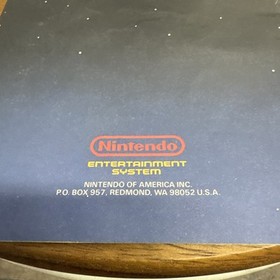 Nintendo
ENTERTAINMENT
SYSTEM
NINTENDO OF AMERICA INC.
P.O. BOX 957, REDMOND, WA 98052 U.S.A.